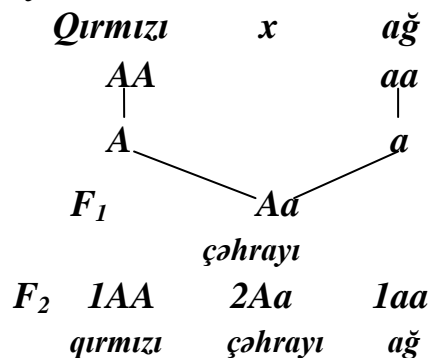 Qırmızı x ağ
AA aa
A a
F₁ Aa
çəhrayı
F₂ 1AA 2Aa 1aa
qırmızı çəhrayı ağ